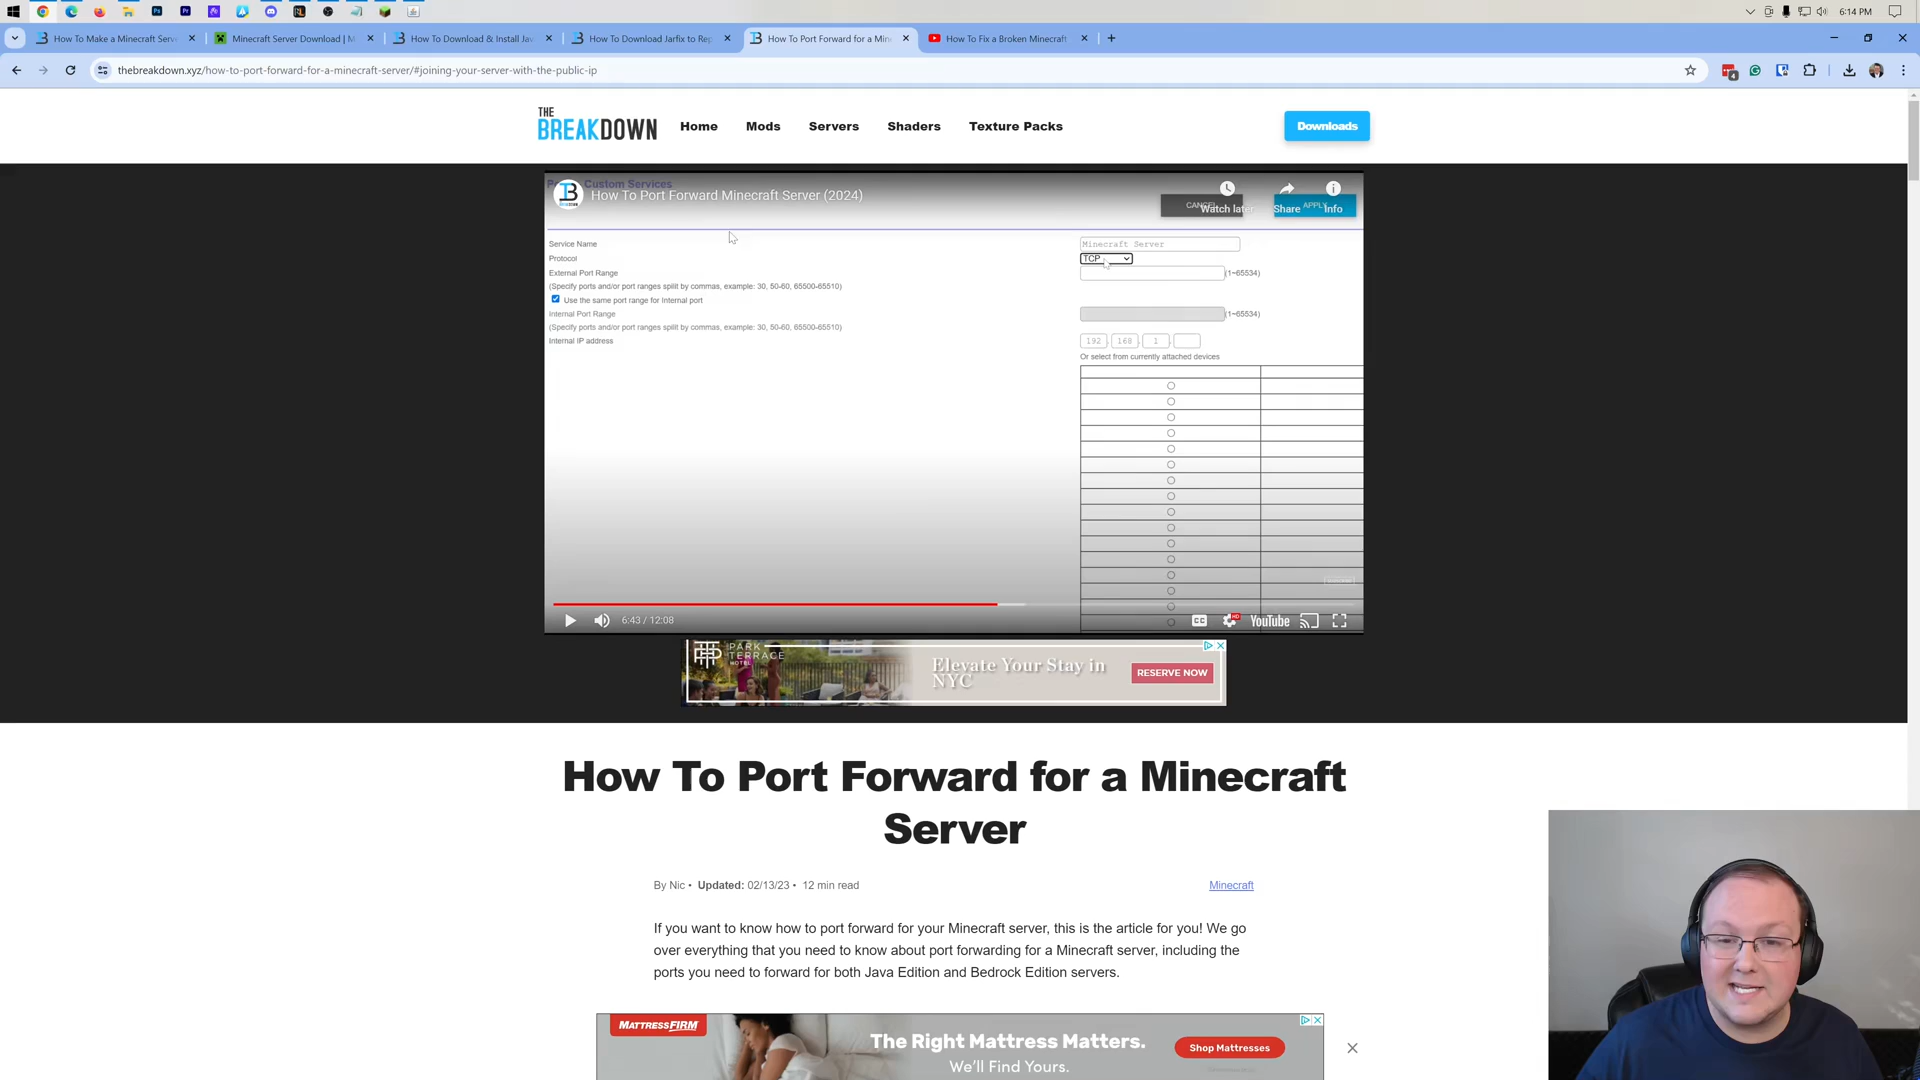 6:14 PM
How To Make a Minecraft Serve
Minecraft Server Download | M
How To Download & Install Jav
How To Download Jarfix to Rep
How To Port Forward for a Min
How To Fix a Broken Minecraft
thebreakdown.xyz/how-to-port-forward-for-a-minecraft-server/#joining-your-server-with-the-public-ip
4
THE
BREAKDOWN
Home
Mods
Servers
Shaders
Texture Packs
Downloads
Custom Services
How To Port Forward Minecraft Server (2024)
Watch later
Share
APPLY
Info
Service Name
Minecraft Server
Protocol
TCP
External Port Range
(1~65534)
(Specify ports and/or port ranges split by commas, example: 30, 50-60, 65500-65510)
Use the same port range for Internal port
Internal Port Range
(1~65534)
(Specify ports and/or port ranges split by commas, example: 30, 50-60, 65500-65510)
Internal IP address
192 . 168 . 1 .
Or select from currently attached devices
6:43 / 12:08
CC
HD
YouTube
PARK
TERRACE
HOTEL
Elevate Your Stay in
NYC
RESERVE NOW
How To Port Forward for a Minecraft
Server
By Nic • Updated: 02/13/23 • 12 min read
Minecraft
If you want to know how to port forward for your Minecraft server, this is the article for you! We go
over everything that you need to know about port forwarding for a Minecraft server, including the
ports you need to forward for both Java Edition and Bedrock Edition servers.
MATTRESSFIRM
The Right Mattress Matters.
We'll Find Yours.
Shop Mattresses